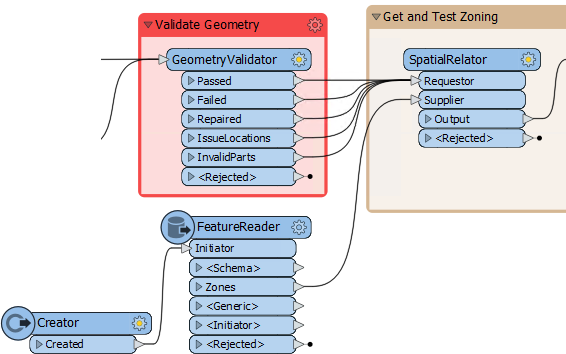 Validate Geometry
GeometryValidator
Passed
Failed
Repaired
IssueLocations
InvalidParts
<Rejected>
Get and Test Zoning
SpatialRelator
Requestor
Supplier
Output
<Rejected>
FeatureReader
Initiator
<Schema>
Zones
<Generic>
<Initiator>
<Rejected>
Creator
Created